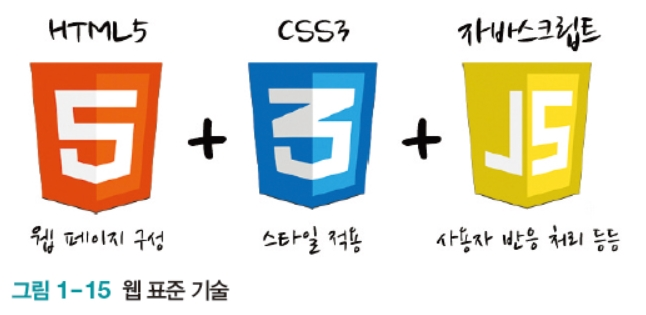 HTML5 CSS3 자바스크립트
5 + 3 + JS
웹 페이지 구성 스타일 적용 사용자 반응 처리 등등
그림 1-15 웹 표준 기술